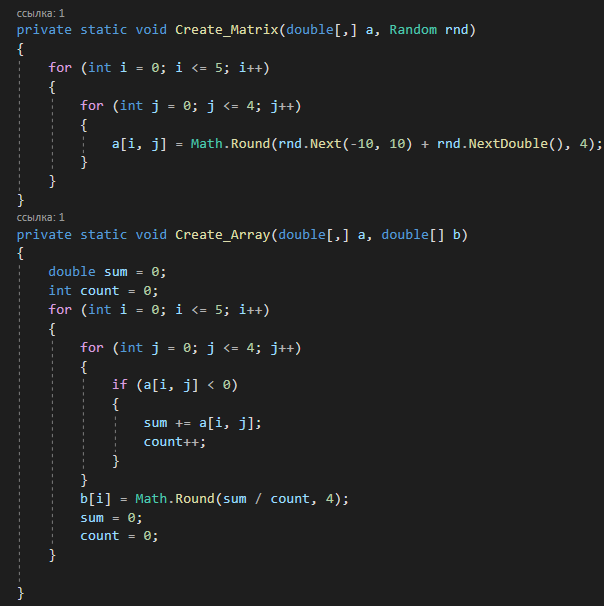 ссылка: 1
private static void Create_Matrix(double[,] a, Random rnd)
{
for (int i = 0; i <= 5; i++)
{
for (int j = 0; j <= 4; j++)
{
a[i, j] = Math.Round(rnd.Next(-10, 10) + rnd.NextDouble(), 4);
}
}
}
ссылка: 1
private static void Create_Array(double[,] a, double[] b)
{
double sum = 0;
int count = 0;
for (int i = 0; i <= 5; i++)
{
for (int j = 0; j <= 4; j++)
{
if (a[i, j] < 0)
{
sum += a[i, j];
count++;
}
}
b[i] = Math.Round(sum / count, 4);
sum = 0;
count = 0;
}
}